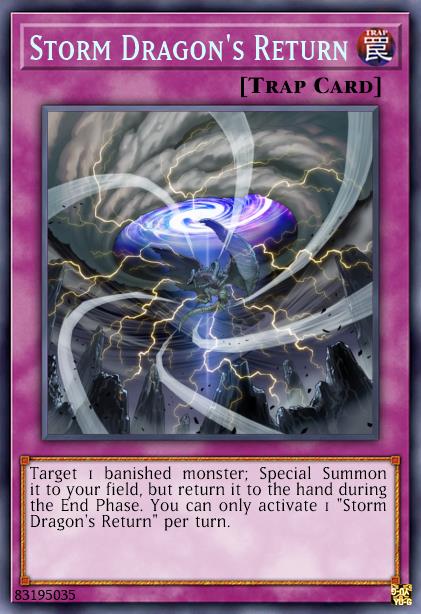 Storm Dragon's Return
TRAP
罠
[Trap Card]
Target 1 banished monster; Special Summon
it to your field, but return it to the hand during
the End Phase. You can only activate 1 "Storm
Dragon's Return" per turn.
83195035